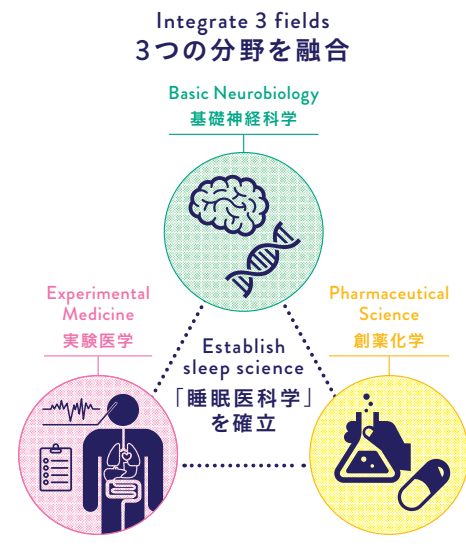 Integrate 3 fields
3つの分野を融合
Basic Neurobiology
基礎神経科学
Experimental
Medicine
実験医学
Pharmaceutical
Science
創薬化学
Establish
sleep science
「睡眠医科学」
を確立